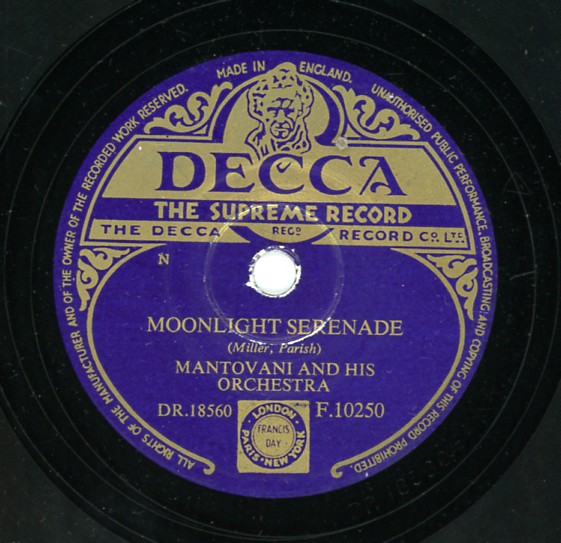 ALL RIGHTS OF THE MANUFACTURER AND OF THE OWNER OF THE RECORDED WORK RESERVED.
MADE IN ENGLAND.
UNAUTHORISED PUBLIC PERFORMANCE, BROADCASTING AND COPYING OF THIS RECORD PROHIBITED.
DECCA
THE SUPREME RECORD
THE DECCA REGD RECORD CO. LTD.
N
MOONLIGHT SERENADE
(Miller, Parish)
MANTOVANI AND HIS
ORCHESTRA
DR.18560 F.10250
· LONDON ·
FRANCIS
DAY
PARIS · NEW YORK